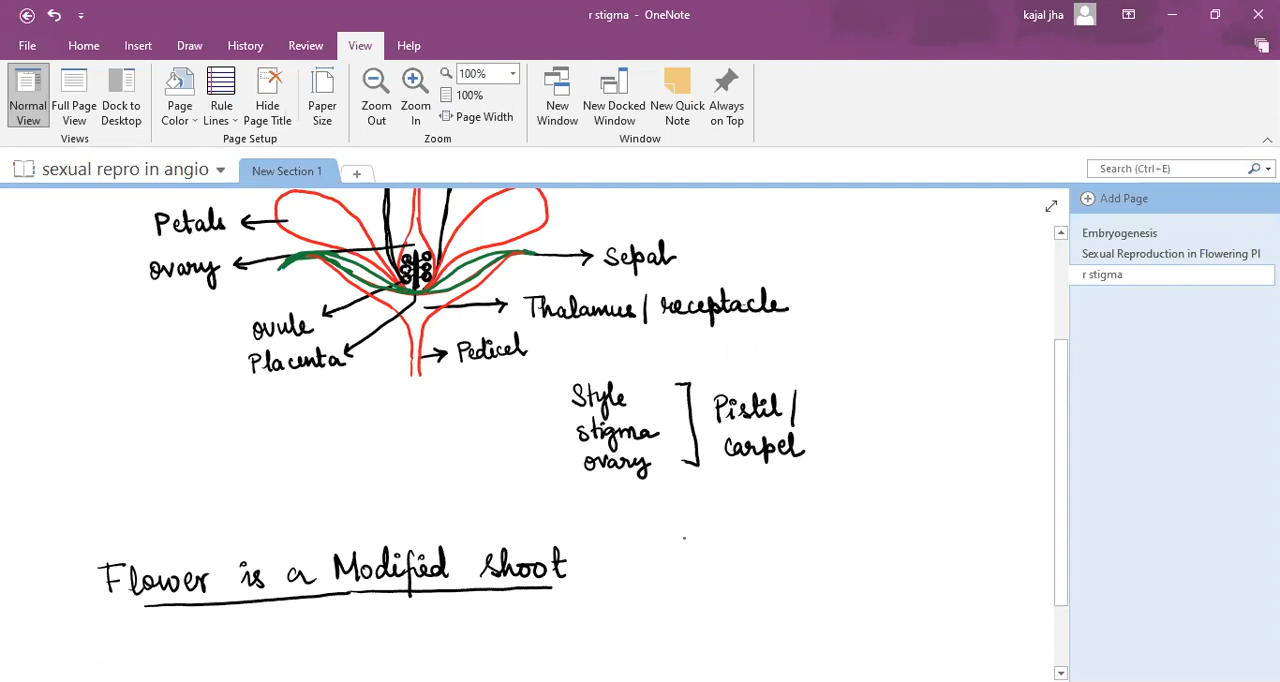 r stigma - OneNote
kajal jha
File Home Insert Draw History Review View Help
Normal View
Full Page View
Dock to Desktop
Page Color
Rule Lines
Hide Page Title
Paper Size
Zoom Out
Zoom In
100%
100%
Page Width
New Window
New Docked Window
New Quick Note
Always on Top
Views
Page Setup
Zoom
Window
sexual repro in angio
New Section 1
Search (Ctrl+E)
Add Page
Embryogenesis
Sexual Reproduction in Flowering Pl
r stigma
Petals
ovary
Sepal
ovule
Thalamus/ receptacle
Placenta
Pedicel
Style
stigma
ovary
Pistil /
carpel
Flower is a Modified shoot